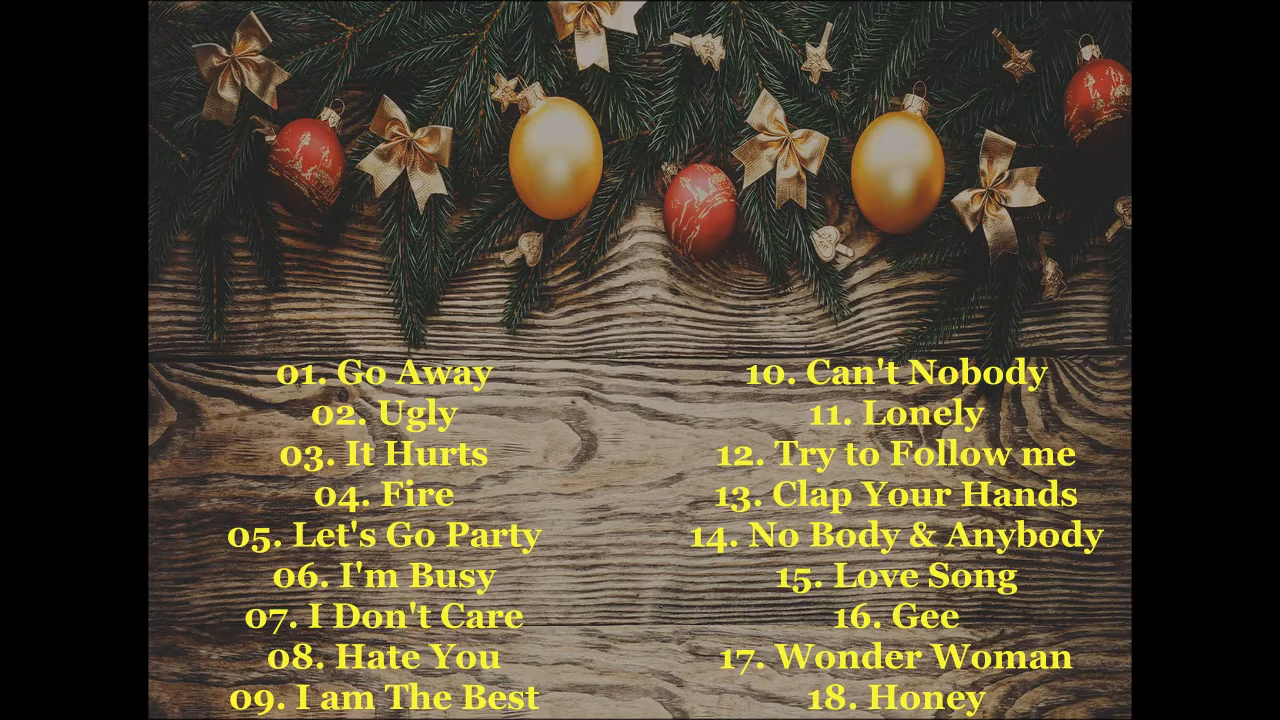 01. Go Away
02. Ugly
03. It Hurts
04. Fire
05. Let's Go Party
06. I'm Busy
07. I Don't Care
08. Hate You
09. I am The Best
10. Can't Nobody
11. Lonely
12. Try to Follow me
13. Clap Your Hands
14. No Body & Anybody
15. Love Song
16. Gee
17. Wonder Woman
18. Honey